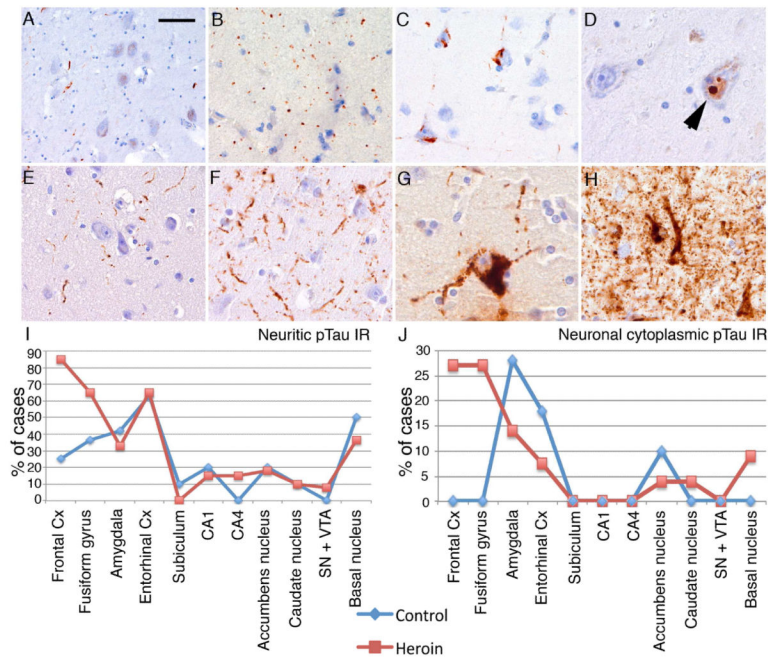 A
B
C
D
E
F
G
H
I Neuritic pTau IR
90
80
70
60
50
40
30
20
10
0
% of cases
Frontal Cx
Fusiform gyrus
Amygdala
Entorhinal Cx
Subiculum
CA1
CA4
Accumbens nucleus
Caudate nucleus
SN + VTA
Basal nucleus
J Neuronal cytoplasmic pTau IR
30
25
20
15
10
5
0
% of cases
Frontal Cx
Fusiform gyrus
Amygdala
Entorhinal Cx
Subiculum
CA1
CA4
Accumbens nucleus
Caudate nucleus
SN + VTA
Basal nucleus
Control
Heroin